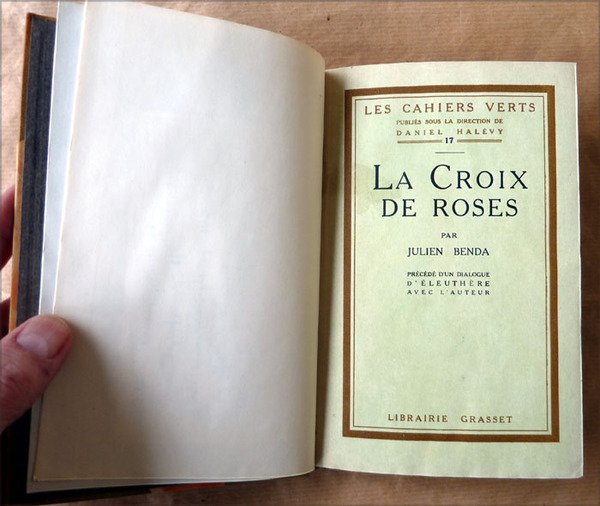 LES CAHIERS VERTS
PUBLIÉS SOUS LA DIRECTION DE
DANIEL HALÉVY
17
LA CROIX
DE ROSES
PAR
JULIEN BENDA
PRÉCÉDÉ D'UN DIALOGUE
D'ÉLEUTHÈRE
AVEC L'AUTEUR
LIBRAIRIE GRASSET